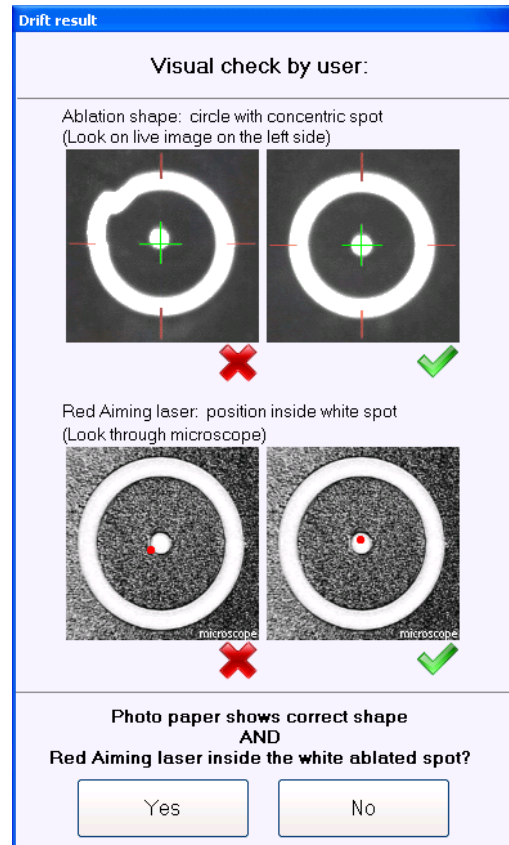 Drift result
Visual check by user:
Ablation shape: circle with concentric spot
(Look on live image on the left side)
Red Aiming laser: position inside white spot
(Look through microscope)
microscope
microscope
Photo paper shows correct shape
AND
Red Aiming laser inside the white ablated spot?
Yes
No